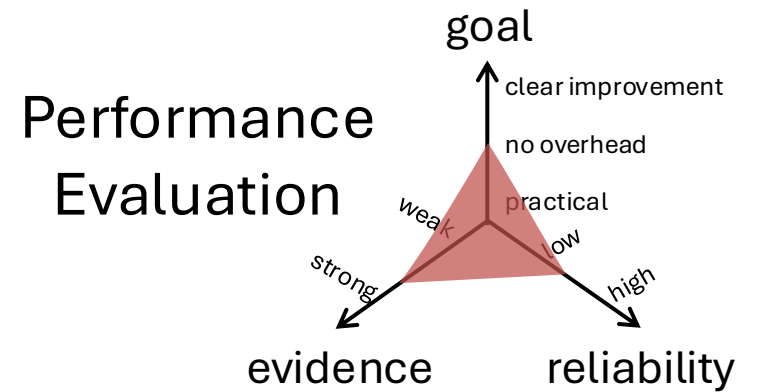 goal
clear improvement
Performance
Evaluation
no overhead
practical
weak
low
strong
high
evidence
reliability